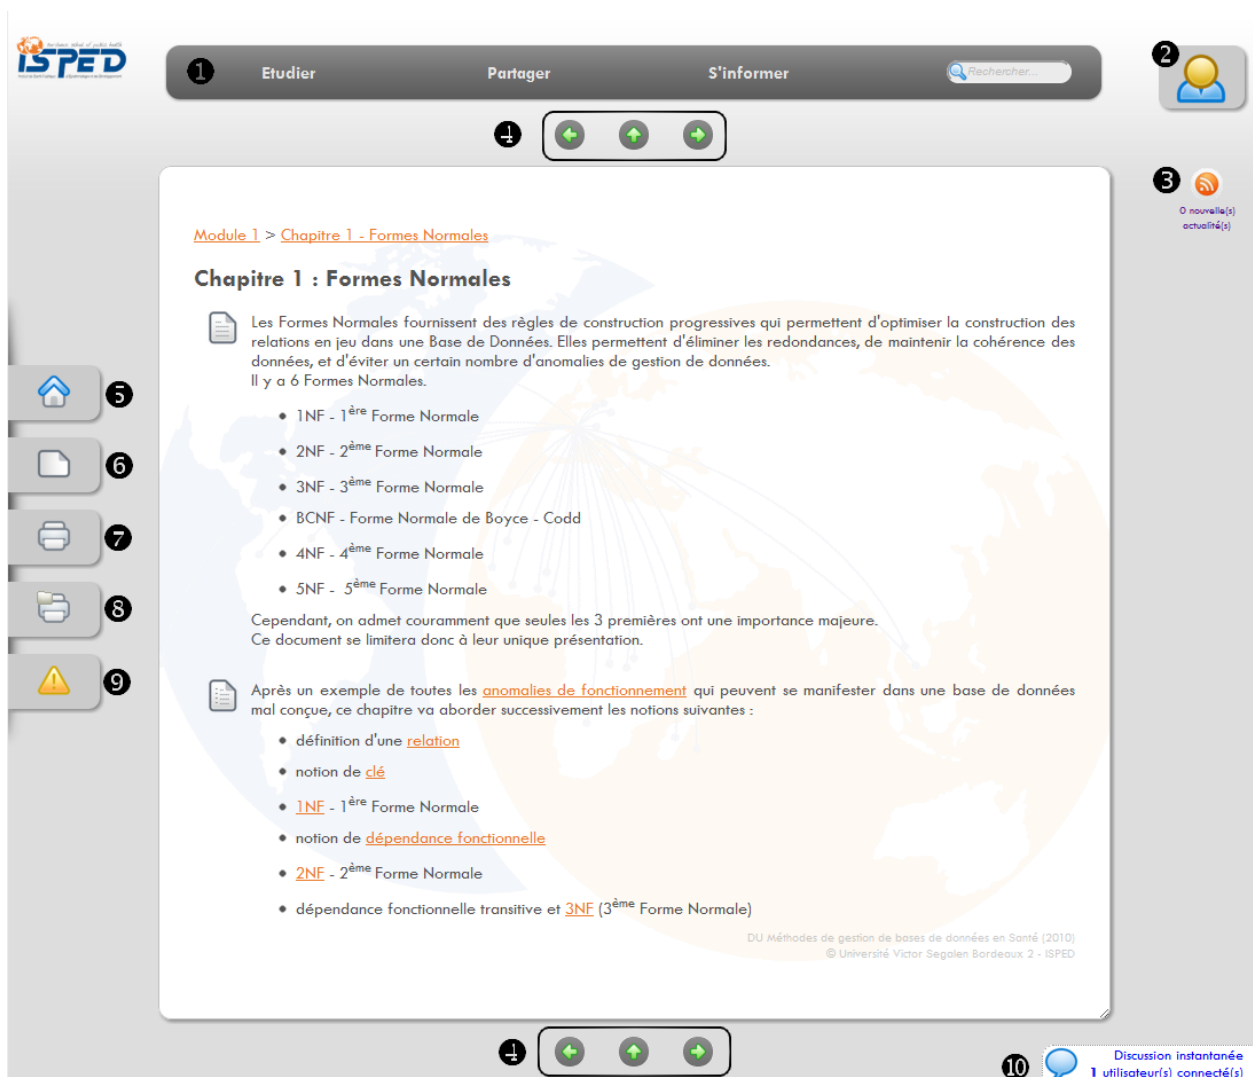 ISPED
1 Etudier Partager S'informer Rechercher...
2
4
3
0 nouvelle(s)
actualité(s)
Module 1 > Chapitre 1 - Formes Normales
Chapitre 1 : Formes Normales
Les Formes Normales fournissent des règles de construction progressives qui permettent d'optimiser la construction des
relations en jeu dans une Base de Données. Elles permettent d'éliminer les redondances, de maintenir la cohérence des
données, et d'éviter un certain nombre d'anomalies de gestion de données.
Il y a 6 Formes Normales.
• 1NF - 1ère Forme Normale
• 2NF - 2ème Forme Normale
• 3NF - 3ème Forme Normale
• BCNF - Forme Normale de Boyce - Codd
• 4NF - 4ème Forme Normale
• 5NF - 5ème Forme Normale
Cependant, on admet couramment que seules les 3 premières ont une importance majeure.
Ce document se limitera donc à leur unique présentation.
5
6
7
8
9
Après un exemple de toutes les anomalies de fonctionnement qui peuvent se manifester dans une base de données
mal conçue, ce chapitre va aborder successivement les notions suivantes :
• définition d'une relation
• notion de clé
• 1NF - 1ère Forme Normale
• notion de dépendance fonctionnelle
• 2NF - 2ème Forme Normale
• dépendance fonctionnelle transitive et 3NF (3ème Forme Normale)
DU Méthodes de gestion de bases de données en Santé (2010)
© Université Victor Segalen Bordeaux 2 - ISPED
4
10
Discussion instantanée
1 utilisateur(s) connecté(s)